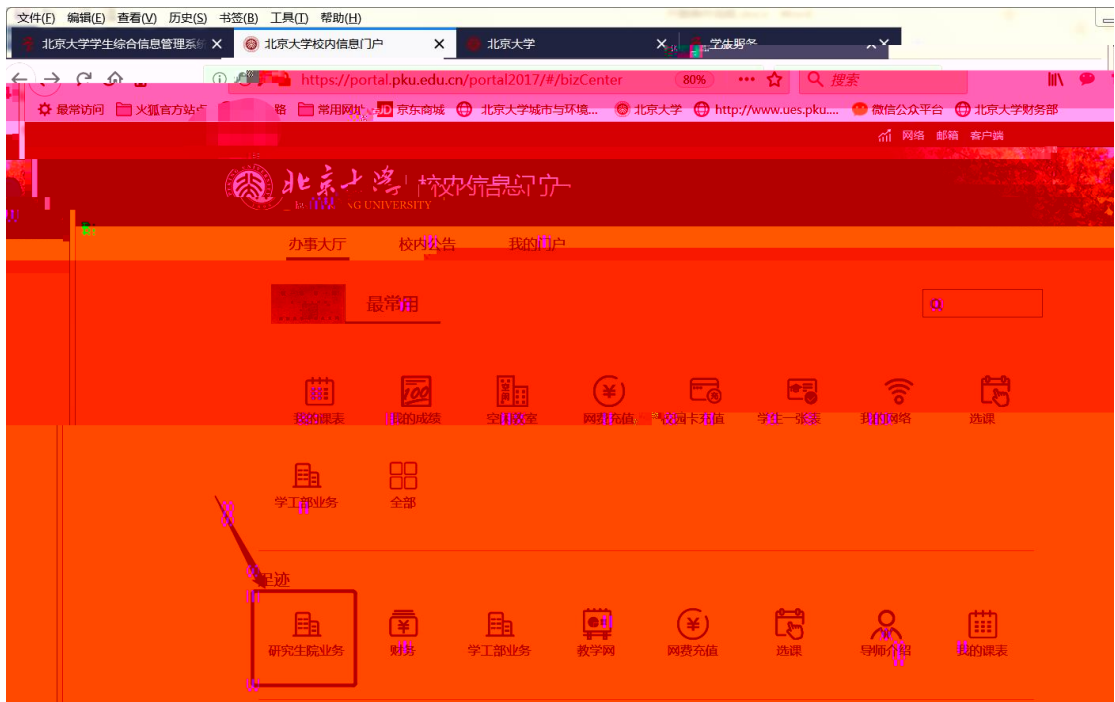 文件(F) 编辑(E) 查看(V) 历史(S) 书签(B) 工具(T) 帮助(H)
北京大学学生综合信息管理系统 北京大学校内信息门户 北京大学
https://portal.pku.edu.cn/portal2017/#/bizCenter 80% 搜索
最常访问 火狐官方站点 常用网址 京东商城 北京大学城市与环境... 北京大学 http://www.ues.pku.... 微信公众平台 北京大学财务部
网络 邮箱 客户端
北京大学 校内信息门户
办事大厅 校内公告 我的门户
最常用
我的课表 我的成绩 空闲教室 网费充值 校园卡充值 学生一张表 我的网络 选课
学工部业务 全部
足迹
研究生院业务 财务 学工部业务 教学网 网费充值 选课 导师介绍 我的课表